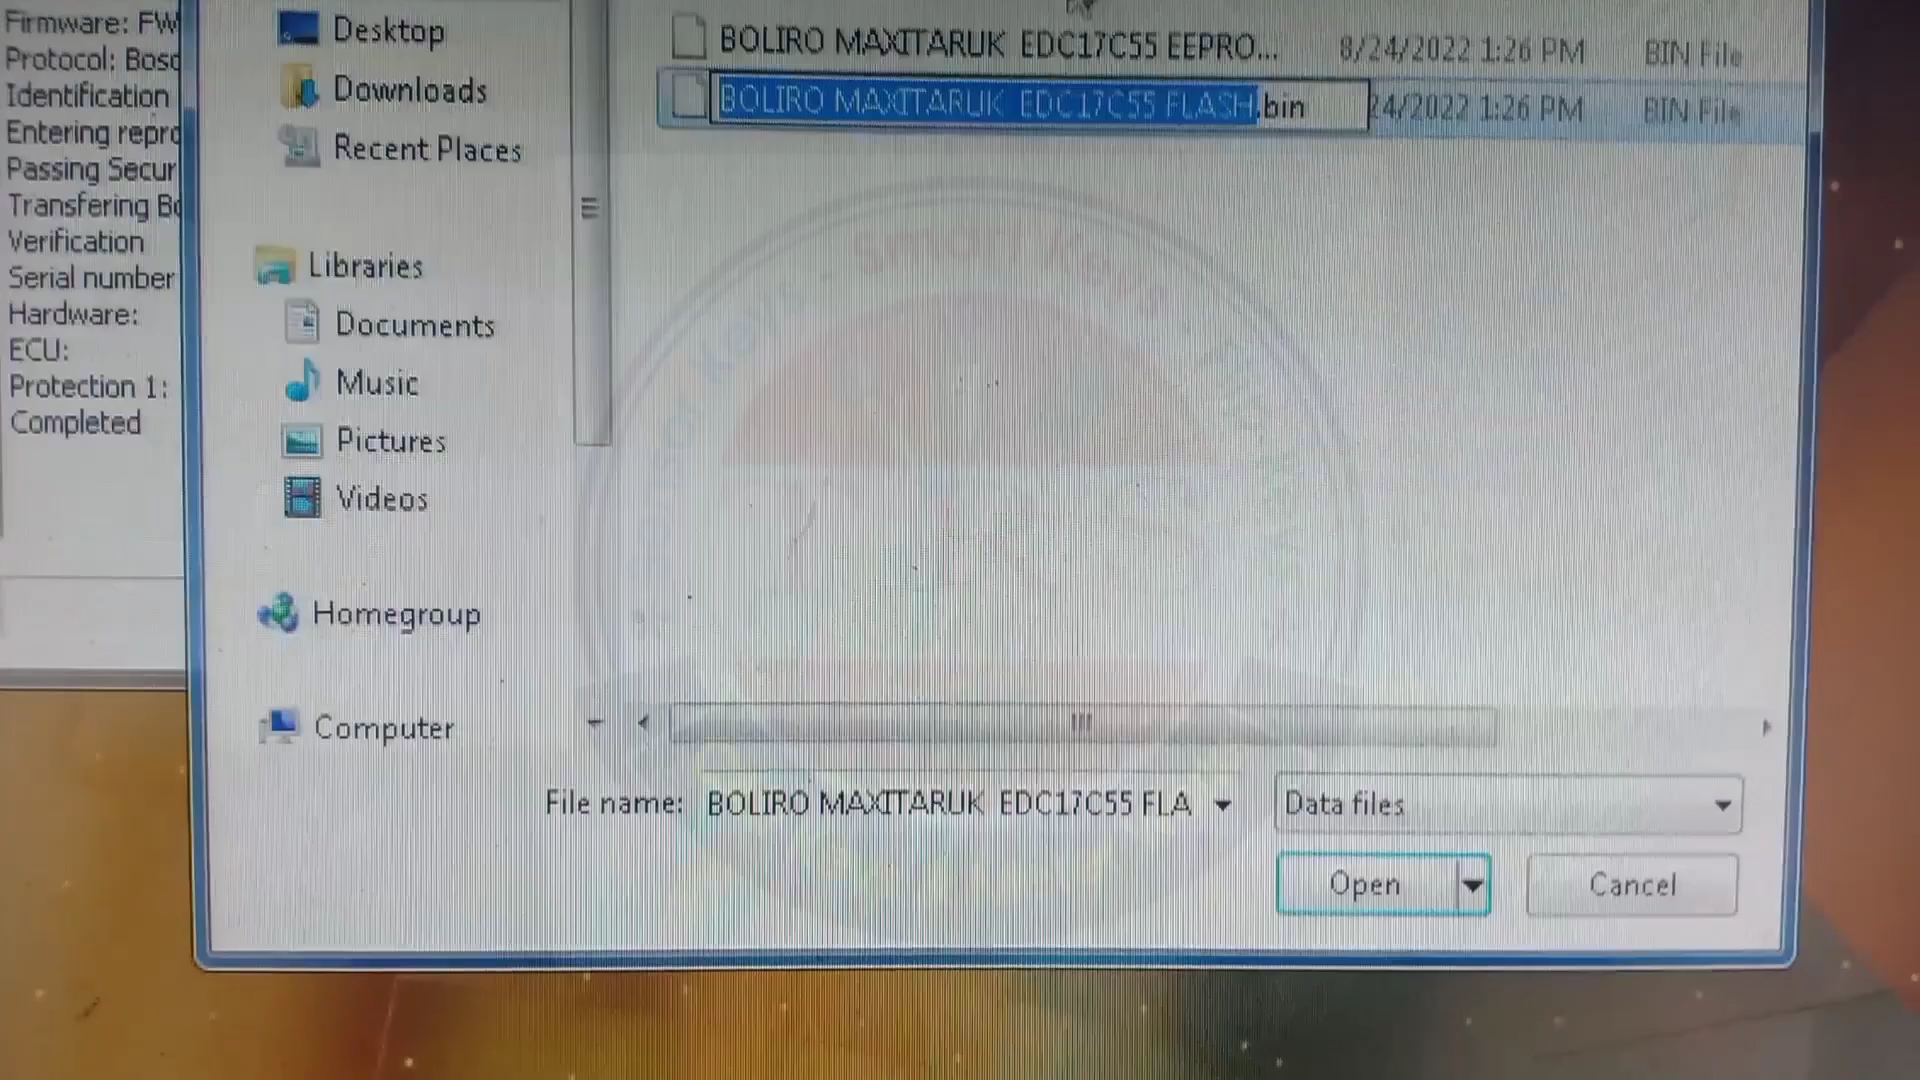 Firmware: FW
Protocol: Bosc
Identification
Entering repro
Passing Secur
Transfering Bo
Verification
Serial number
Hardware:
ECU:
Protection 1:
Completed
Desktop
Downloads
Recent Places
Libraries
Documents
Music
Pictures
Videos
Homegroup
Computer
BOLIRO MAXITARUK EDC17C55 EEPRO... 8/24/2022 1:26 PM BIN File
BOLIRO MAXITARUK EDC17C55 FLASH.bin 24/2022 1:26 PM BIN File
File name: BOLIRO MAXITARUK EDC17C55 FLA
Data files
Open
Cancel